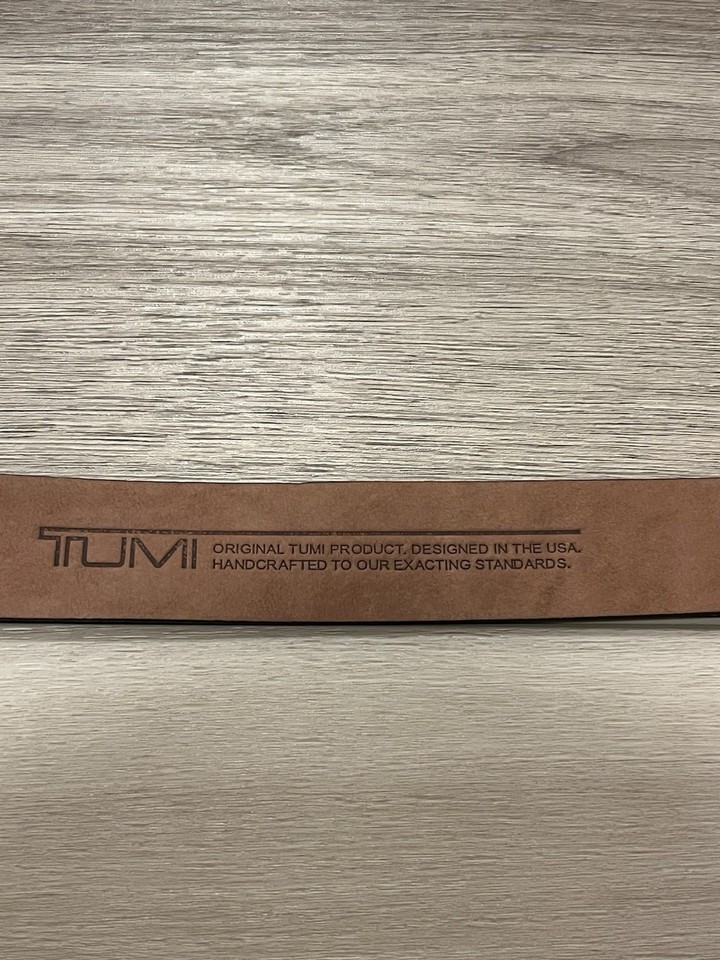 TUMI
ORIGINAL TUMI PRODUCT. DESIGNED IN THE USA.
HANDCRAFTED TO OUR EXACTING STANDARDS.